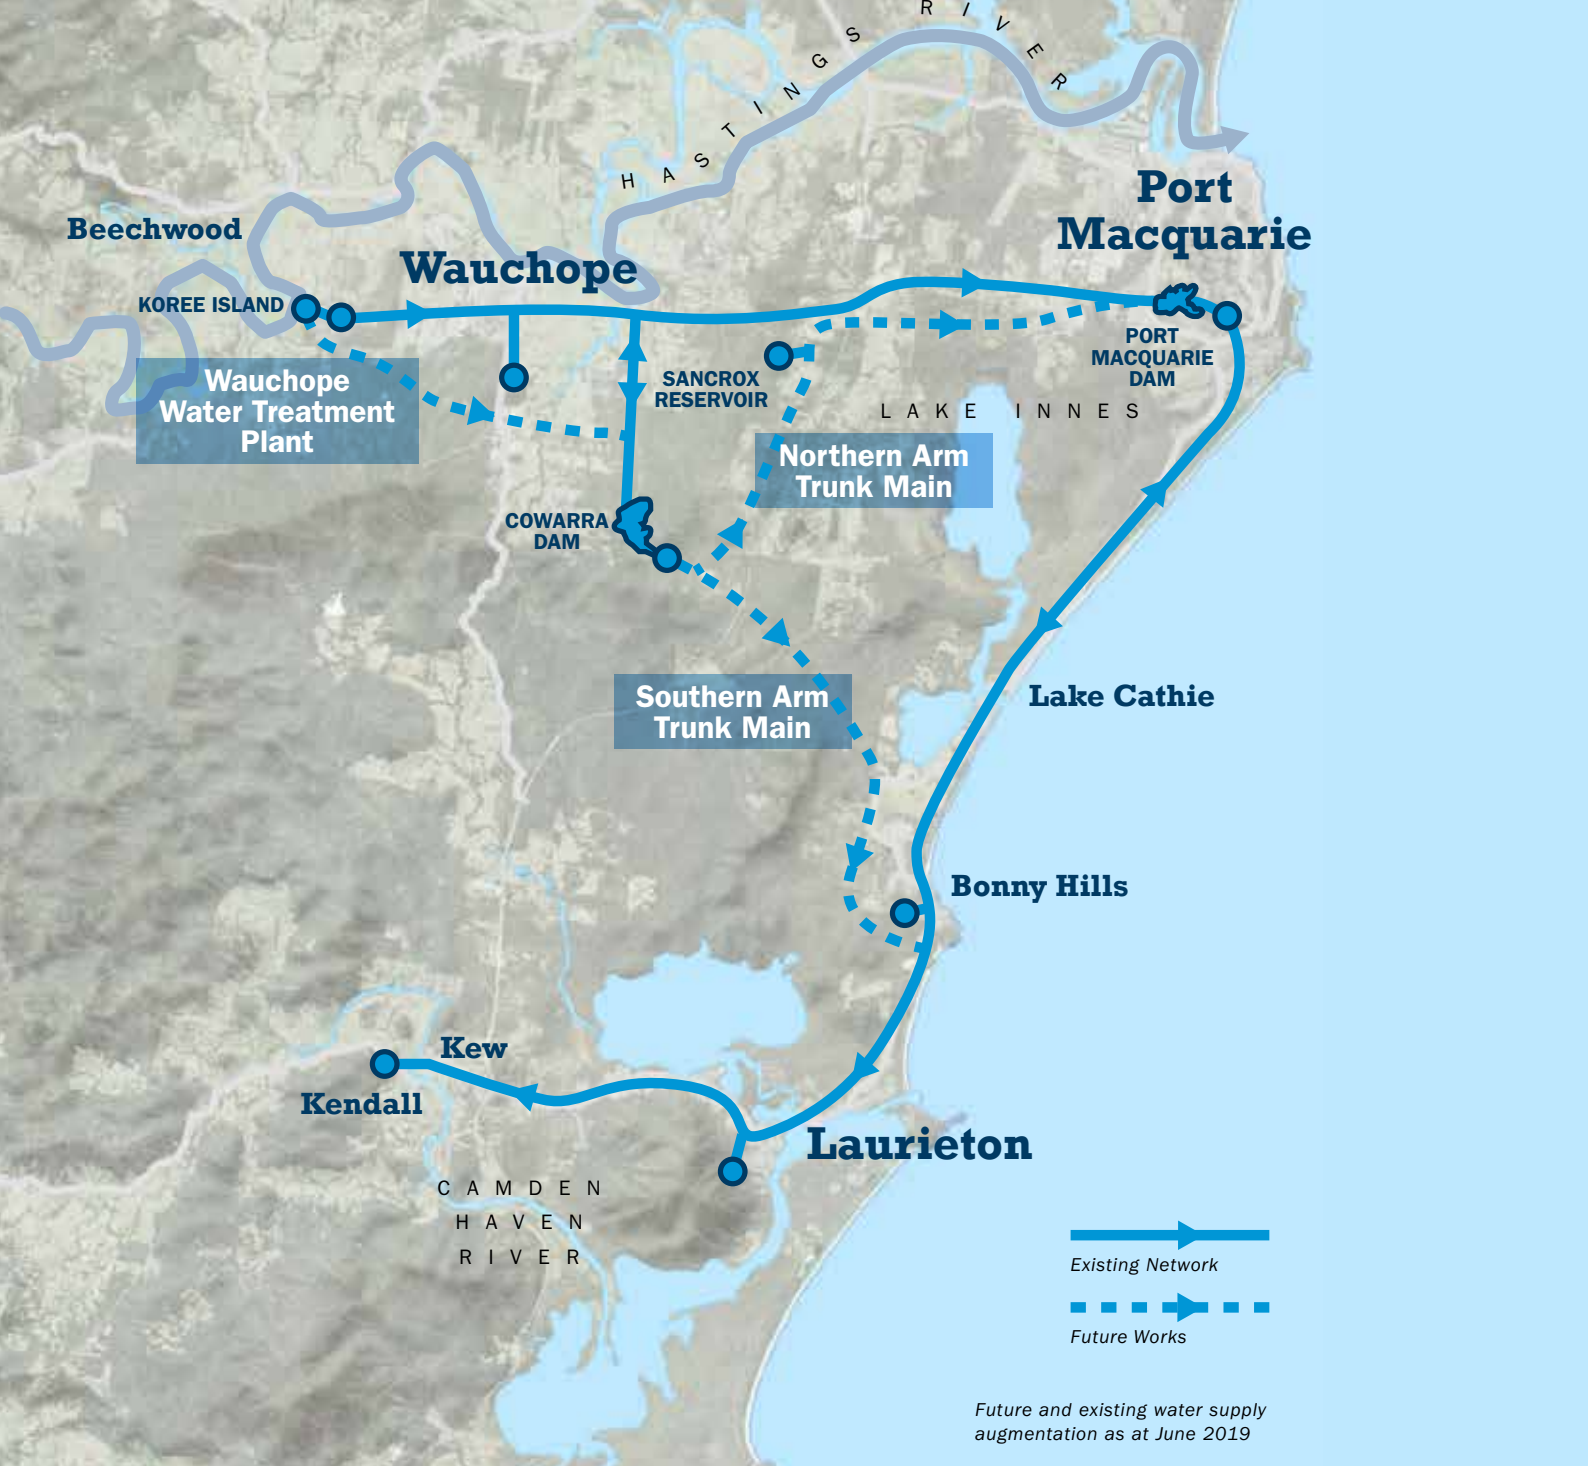 HASTINGS RIVER
Port
Macquarie
Beechwood
Wauchope
KOREE ISLAND
PORT
MACQUARIE
DAM
Wauchope
Water Treatment
Plant
SANCROX
RESERVOIR
LAKE INNES
Northern Arm
Trunk Main
COWARRA
DAM
Southern Arm
Trunk Main
Lake Cathie
Bonny Hills
Kew
Kendall
Laurieton
CAMDEN
HAVEN
RIVER
Existing Network
Future Works
Future and existing water supply
augmentation as at June 2019